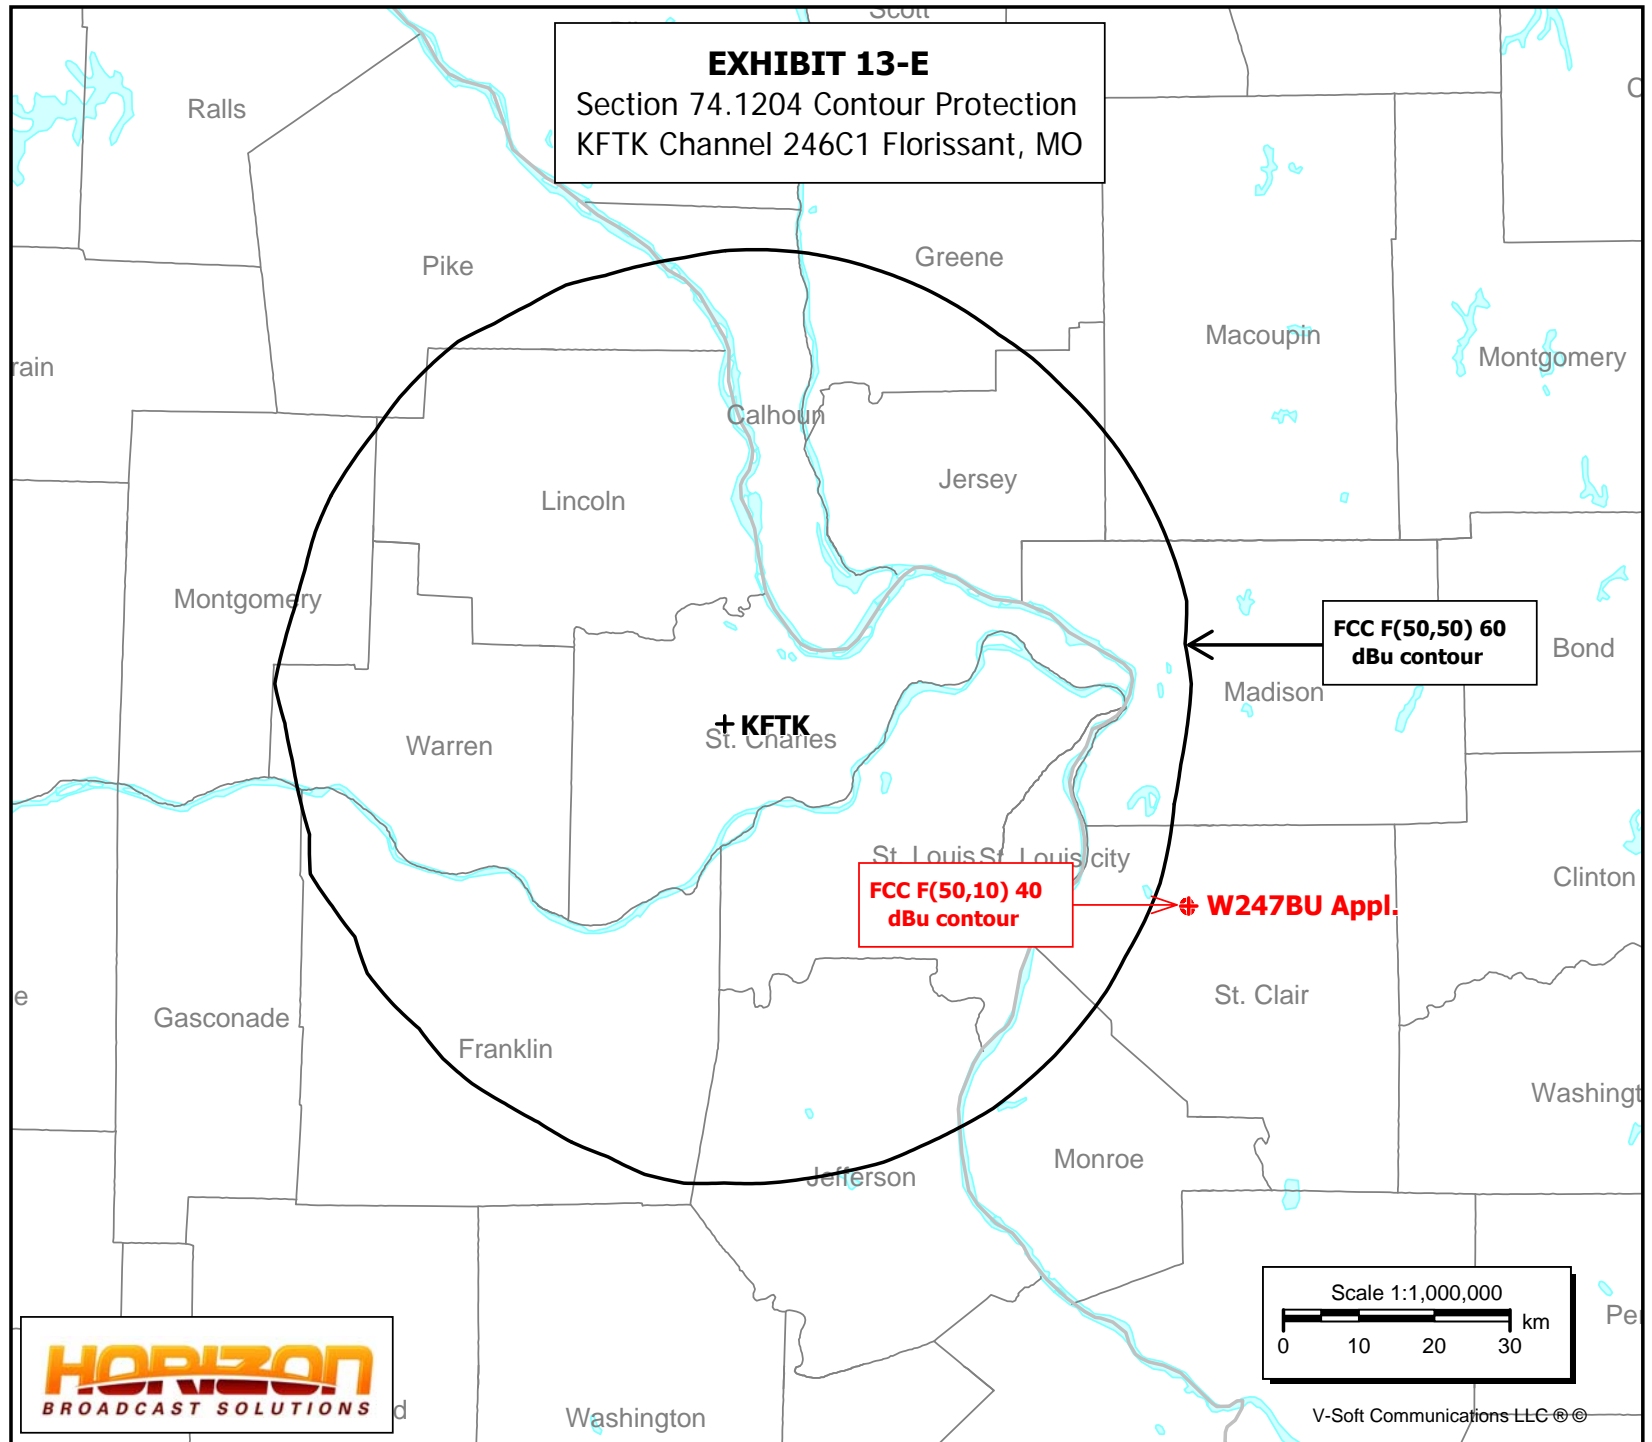 Scott
EXHIBIT 13-E
Section 74.1204 Contour Protection
KFTK Channel 246C1 Florissant, MO
Ralls
Pike
Greene
Macoupin
Montgomery
rain
Calhoun
Jersey
Lincoln
Montgomery
FCC F(50,50) 60
dBu contour
Bond
Madison
KFTK
St. Charles
Warren
St. Louis St. Louis city
Clinton
FCC F(50,10) 40
dBu contour
W247BU Appl.
e
St. Clair
Gasconade
Franklin
Washingt
Monroe
Jefferson
Scale 1:1,000,000
km
0 10 20 30
Per
HORIZON
BROADCAST SOLUTIONS
d
Washington
V-Soft Communications LLC ® ©